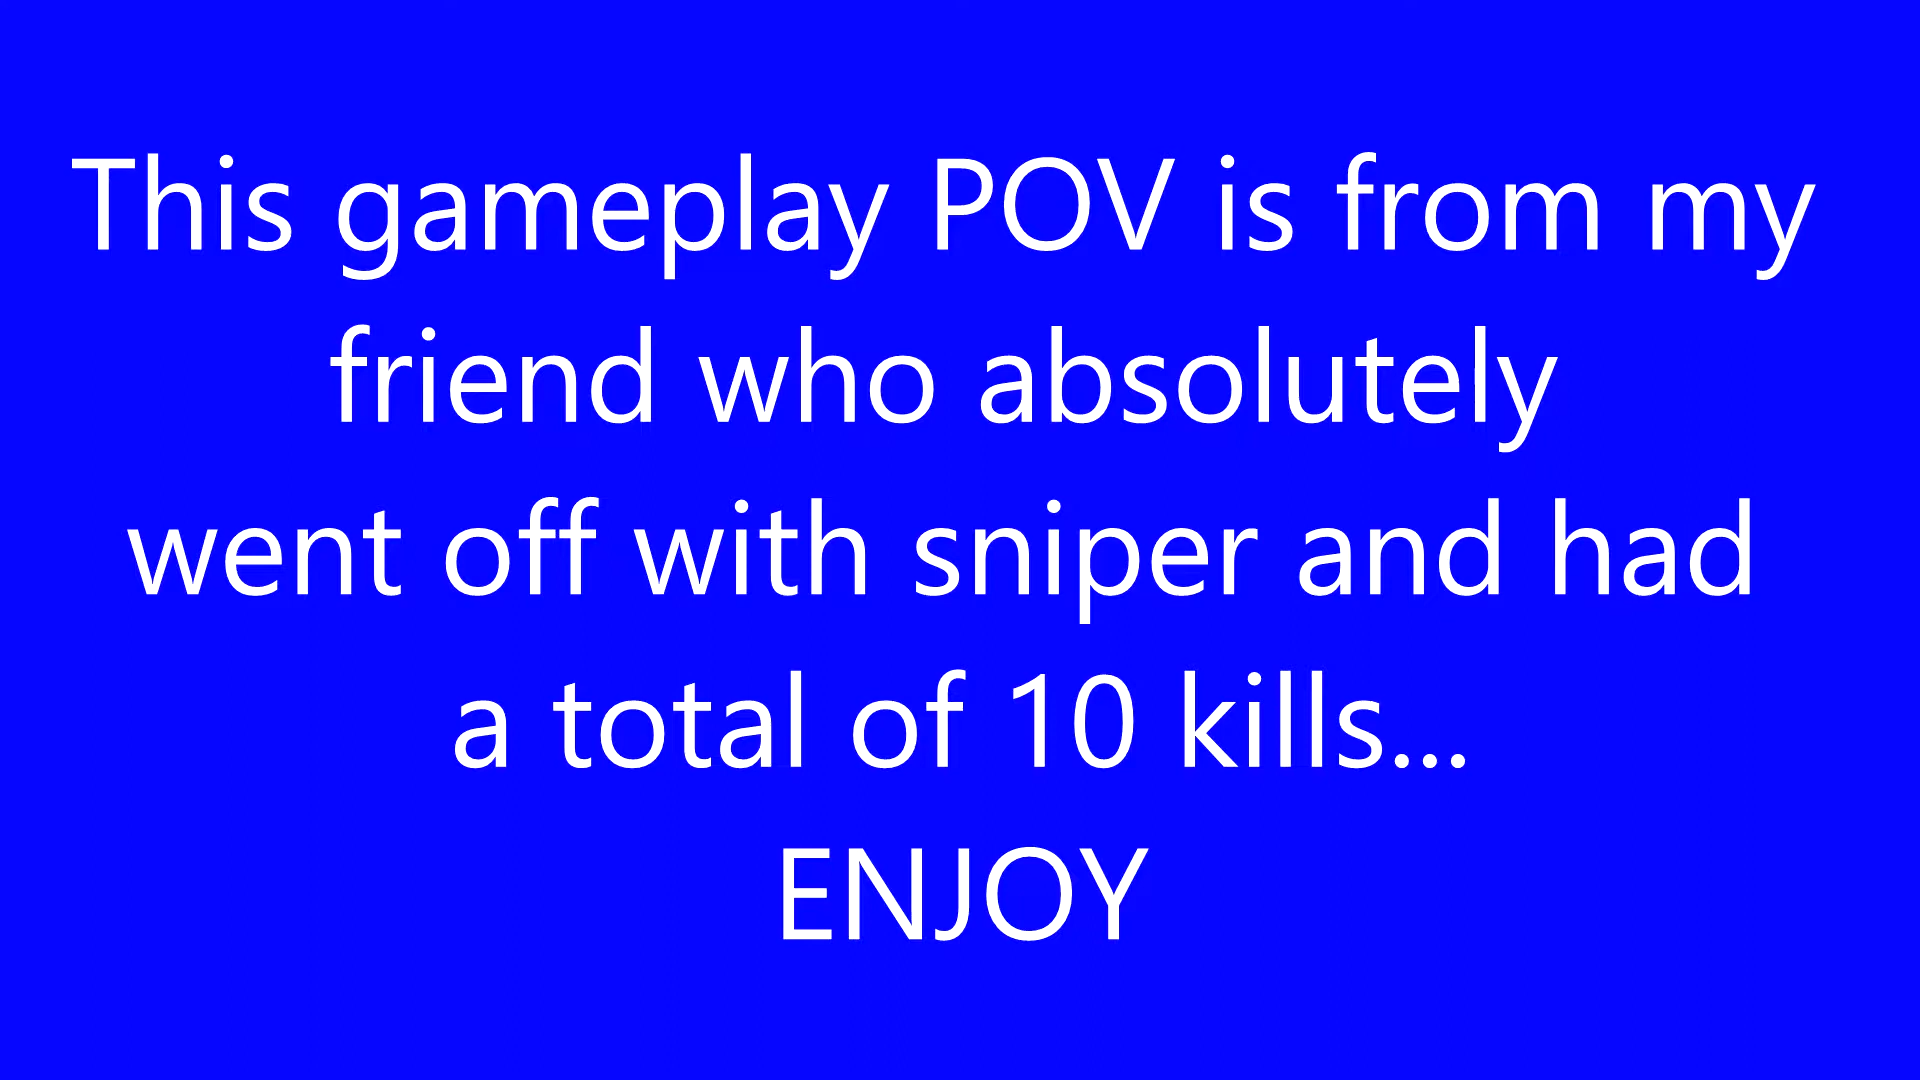 This gameplay POV is from my
friend who absolutely
went off with sniper and had
a total of 10 kills...
ENJOY